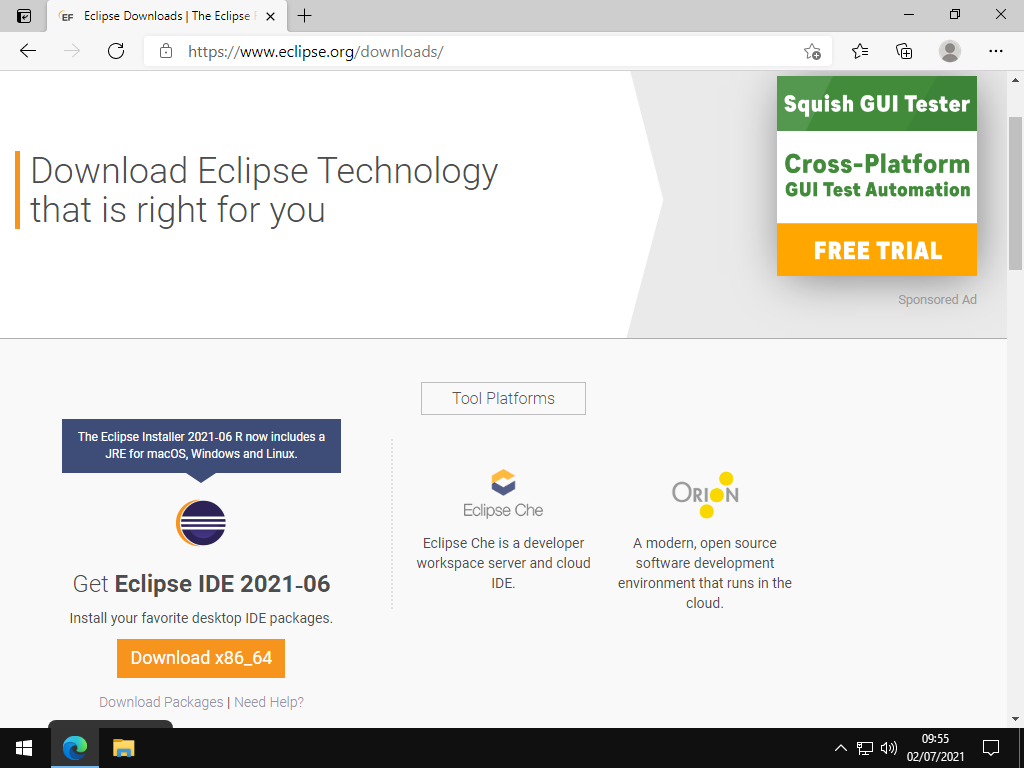 EF Eclipse Downloads | The Eclipse
https://www.eclipse.org/downloads/
Download Eclipse Technology
that is right for you
Squish GUI Tester
Cross-Platform
GUI Test Automation
FREE TRIAL
Sponsored Ad
Tool Platforms
The Eclipse Installer 2021-06 R now includes a
JRE for macOS, Windows and Linux.
Get Eclipse IDE 2021-06
Install your favorite desktop IDE packages.
Download x86_64
Download Packages | Need Help?
Eclipse Che
Eclipse Che is a developer
workspace server and cloud
IDE.
ORION
A modern, open source
software development
environment that runs in the
cloud.
09:55
02/07/2021